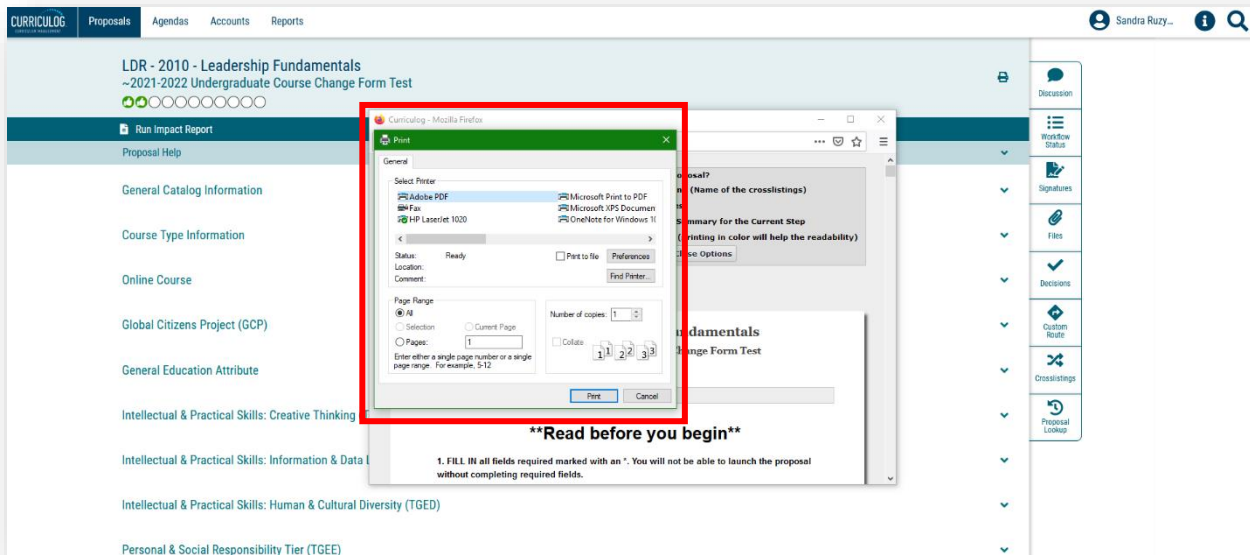 CURRICULOG
Proposals Agendas Accounts Reports
Sandra Ruzy...
LDR - 2010 - Leadership Fundamentals
~2021-2022 Undergraduate Course Change Form Test
Run Impact Report
Proposal Help
General Catalog Information
Course Type Information
Online Course
Global Citizens Project (GCP)
General Education Attribute
Intellectual & Practical Skills: Creative Thinking
Intellectual & Practical Skills: Information & Data L
Intellectual & Practical Skills: Human & Cultural Diversity (TGED)
Personal & Social Responsibility Tier (TGEE)
Curriculog - Mozilla Firefox
Print
General
Select Printer
Adobe PDF
Fax
HP LaserJet 1020
Microsoft Print to PDF
Microsoft XPS Documen
OneNote for Windows 1
Status: Ready
Location:
Comment:
Print to file
Preferences
Find Printer...
Page Range
All
Selection Current Page
Pages: 1
Enter either a single page number or a single
page range. For example, 5-12
Number of copies: 1
Collate
1 1 2 2 3 3
Print Cancel
oposal?
(Name of the crosslistings)
Summary for the Current Step
(printing in color will help the readability)
Options
damentals
Change Form Test
**Read before you begin**
1. FILL IN all fields required marked with an *. You will not be able to launch the proposal
without completing required fields.
Discussion
Workflow
Status
Signatures
Files
Decisions
Custom
Route
Crosslistings
Proposal
Lookup